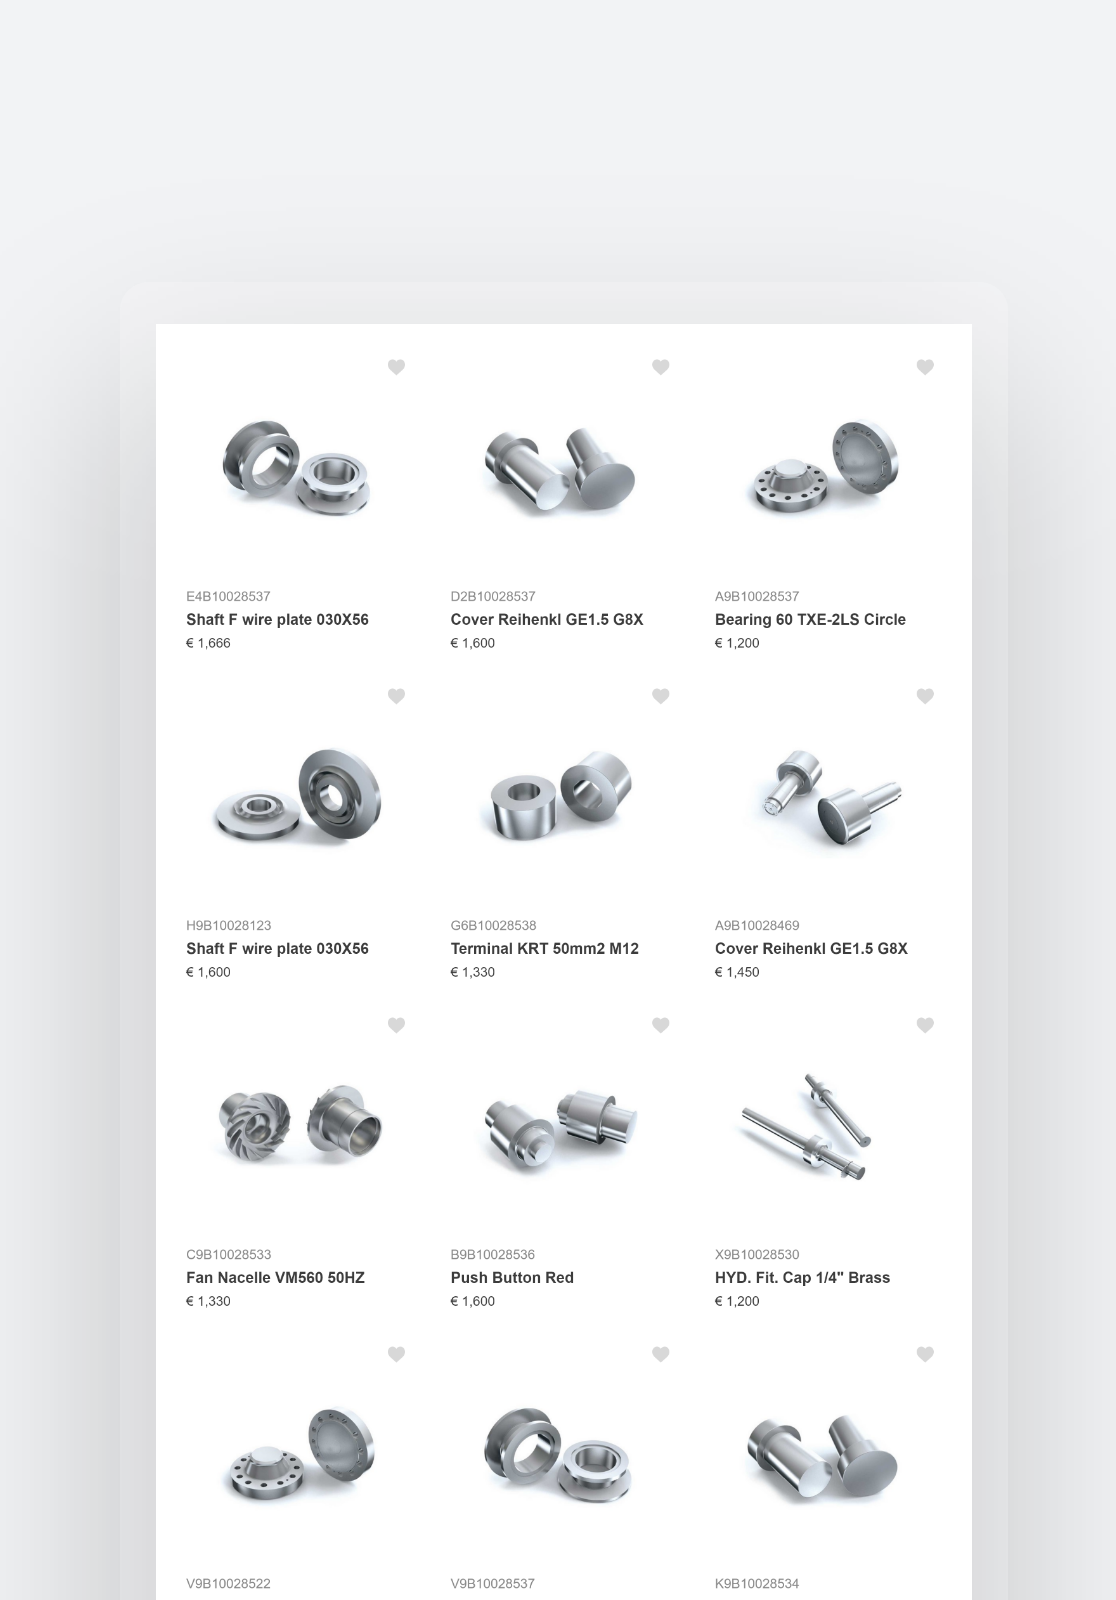 E4B10028537
Shaft F wire plate 030X56
€ 1,666
D2B10028537
Cover Reihenkl GE1.5 G8X
€ 1,600
A9B10028537
Bearing 60 TXE-2LS Circle
€ 1,200
H9B10028123
Shaft F wire plate 030X56
€ 1,600
G6B10028538
Terminal KRT 50mm2 M12
€ 1,330
A9B10028469
Cover Reihenkl GE1.5 G8X
€ 1,450
C9B10028533
Fan Nacelle VM560 50HZ
€ 1,330
B9B10028536
Push Button Red
€ 1,600
X9B10028530
HYD. Fit. Cap 1/4" Brass
€ 1,200
V9B10028522
V9B10028537
K9B10028534